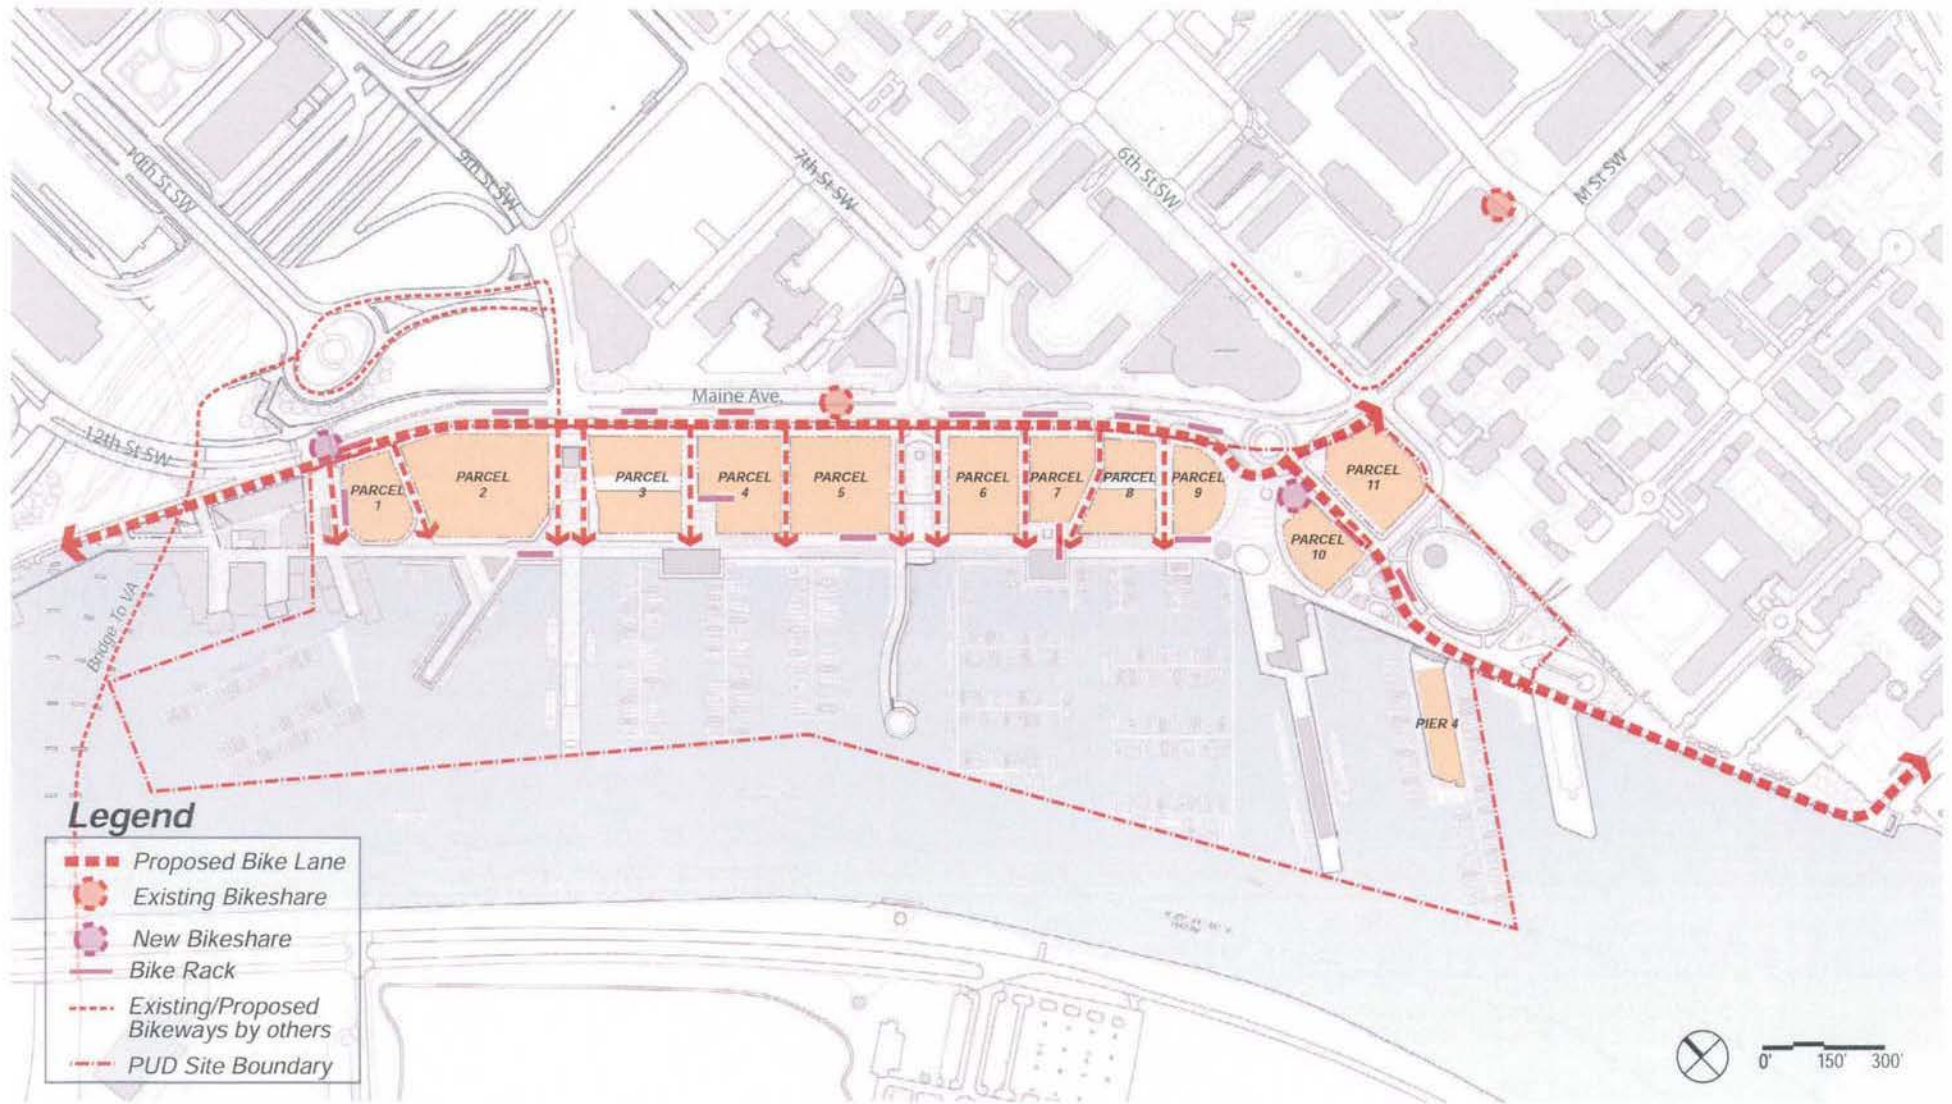 10th St SW
9th St SW
7th St SW
6th St SW
M St SW
Maine Ave.
12th St SW
PARCEL
1
PARCEL
2
PARCEL
3
PARCEL
4
PARCEL
5
PARCEL
6
PARCEL
7
PARCEL
8
PARCEL
9
PARCEL
11
PARCEL
10
Bridge To VA
PIER 4
Legend
Proposed Bike Lane
Existing Bikeshare
New Bikeshare
Bike Rack
Existing/Proposed
Bikeways by others
PUD Site Boundary
0' 150' 300'